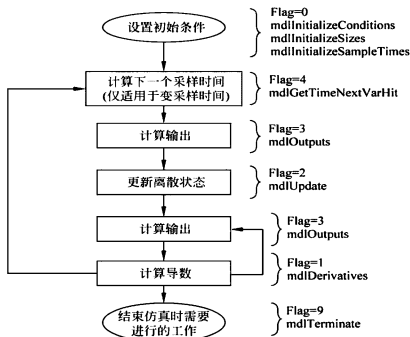 设置初始条件
Flag=0
mdlInitializeConditions
mdlInitializeSizes
mdlInitializeSampleTimes
计算下一个采样时间
(仅适用于变采样时间)
Flag=4
mdlGetTimeNextVarHit
计算输出
Flag=3
mdlOutputs
更新离散状态
Flag=2
mdlUpdate
计算输出
Flag=3
mdlOutputs
计算导数
Flag=1
mdlDerivatives
结束仿真时需要
进行的工作
Flag=9
mdlTerminate